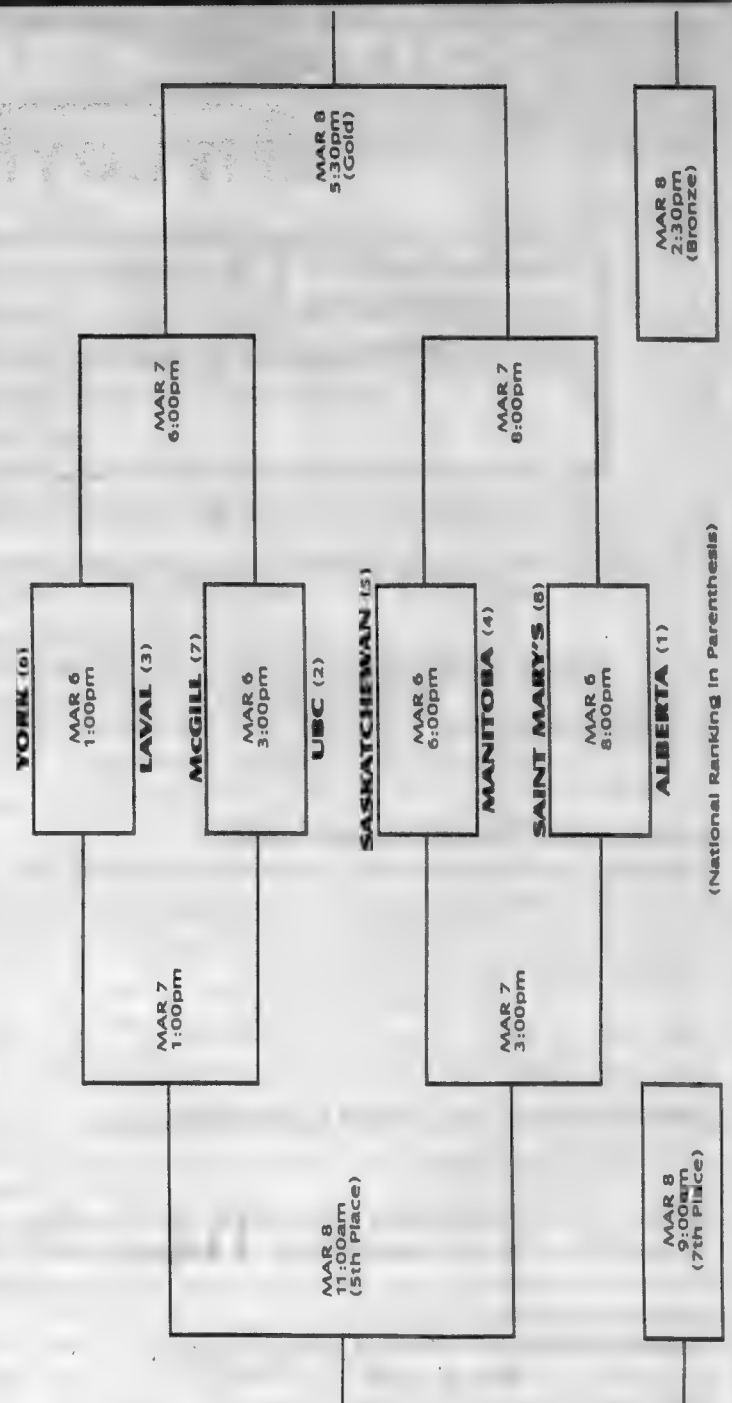 YORK (6)
MAR 6
1:00pm
LAVAL (3)
McGILL (7)
MAR 6
3:00pm
UBC (2)
SASKATCHEWAN (5)
MAR 6
6:00pm
MANITOBA (4)
SAINT MARY'S (8)
MAR 6
8:00pm
ALBERTA (1)
MAR 7
6:00pm
MAR 7
8:00pm
MAR 8
5:30pm
(Gold)
MAR 8
2:30pm
(Bronze)
MAR 7
1:00pm
MAR 7
3:00pm
MAR 8
11:00am
(5th Place)
MAR 8
9:00am
(7th Place)
(National Ranking in Parenthesis)